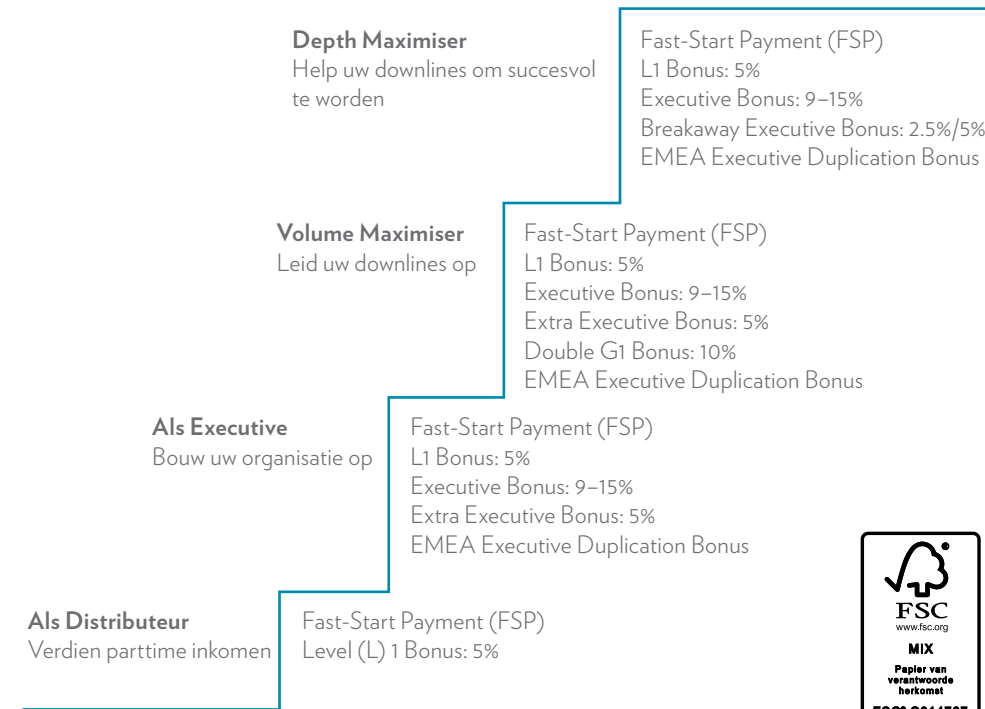 Depth Maximiser
Help uw downlines om succesvol
te worden
Fast-Start Payment (FSP)
L1 Bonus: 5%
Executive Bonus: 9–15%
Breakaway Executive Bonus: 2.5%/5%
EMEA Executive Duplication Bonus
Volume Maximiser
Leid uw downlines op
Fast-Start Payment (FSP)
L1 Bonus: 5%
Executive Bonus: 9–15%
Extra Executive Bonus: 5%
Double G1 Bonus: 10%
EMEA Executive Duplication Bonus
Als Executive
Bouw uw organisatie op
Fast-Start Payment (FSP)
L1 Bonus: 5%
Executive Bonus: 9–15%
Extra Executive Bonus: 5%
EMEA Executive Duplication Bonus
Als Distributeur
Verdien parttime inkomen
Fast-Start Payment (FSP)
Level (L) 1 Bonus: 5%
FSC
www.fsc.org
MIX
Papier van
verantwoorde
herkomst